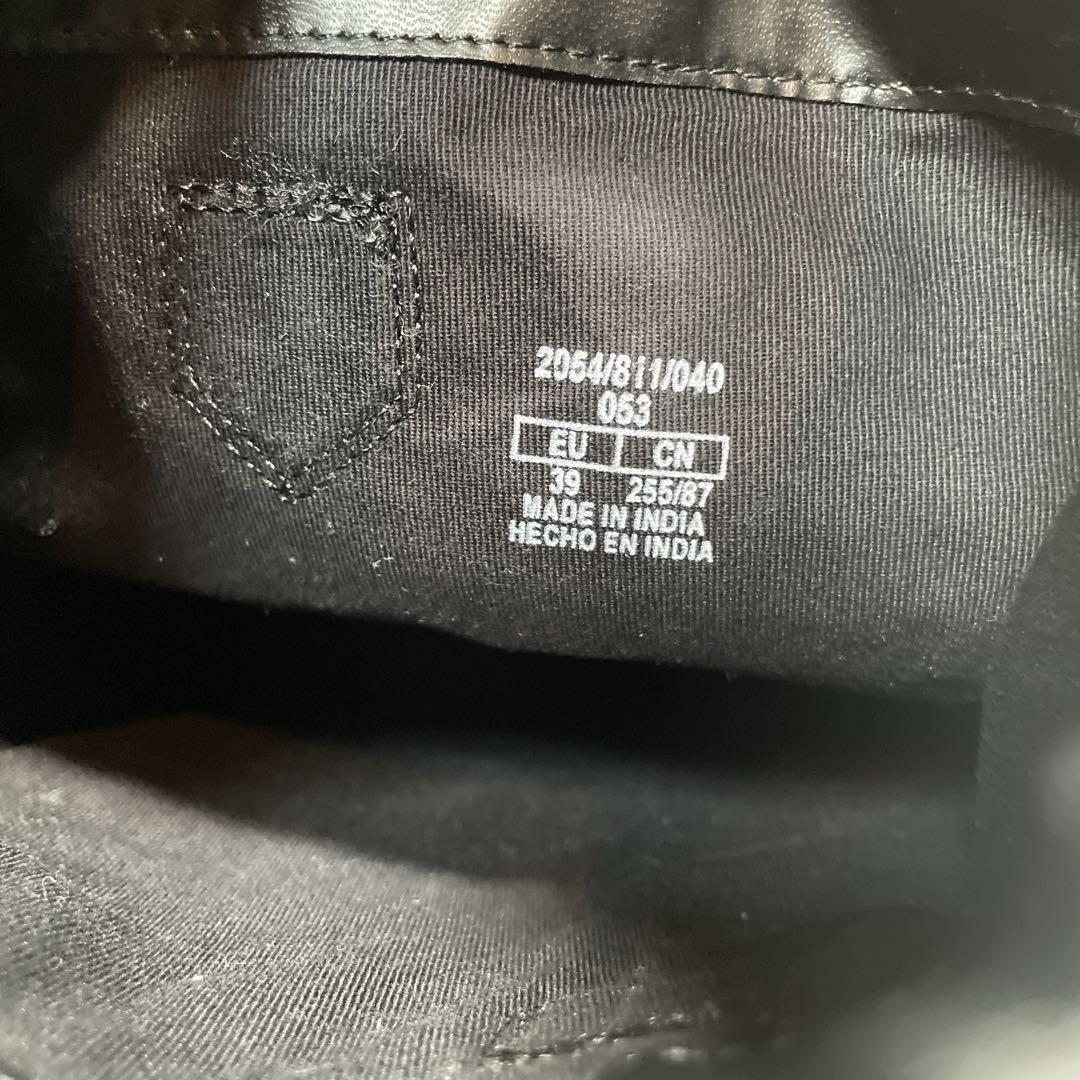 2054/811/040
053
EU CN
39 255/87
MADE IN INDIA
HECHO EN INDIA